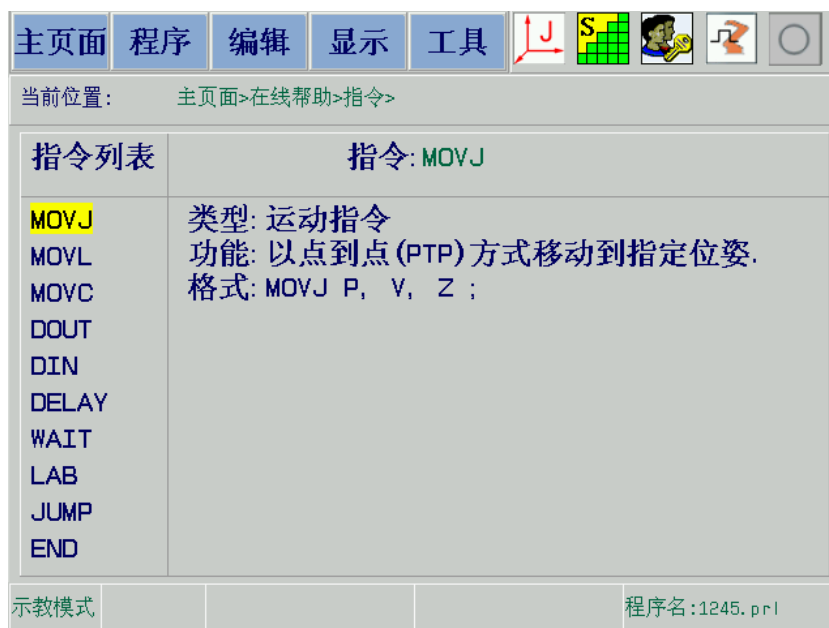 主页面 程序 编辑 显示 工具 J S
当前位置: 主页面>在线帮助>指令>
指令列表 指令:MOVJ
MOVJ 类型: 运动指令
MOVL 功能: 以点到点(PTP)方式移动到指定位姿.
MOVC 格式: MOVJ P, V, Z ;
DOUT
DIN
DELAY
WAIT
LAB
JUMP
END
示教模式 程序名:1245.prl